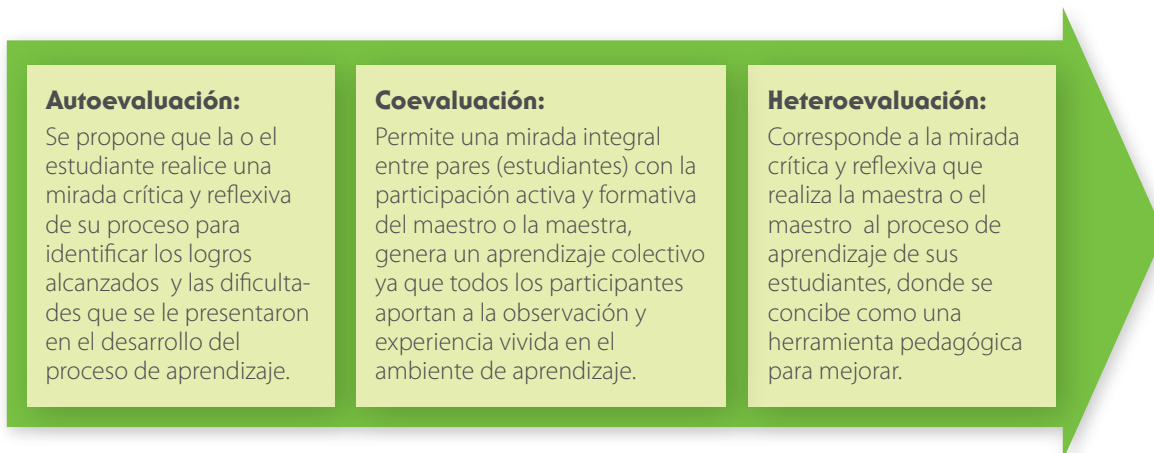 Autoevaluación:
Se propone que la o el
estudiante realice una
mirada crítica y reflexiva
de su proceso para
identificar los logros
alcanzados y las dificulta-
des que se le presentaron
en el desarrollo del
proceso de aprendizaje.
Coevaluación:
Permite una mirada integral
entre pares (estudiantes) con la
participación activa y formativa
del maestro o la maestra,
genera un aprendizaje colectivo
ya que todos los participantes
aportan a la observación y
experiencia vivida en el
ambiente de aprendizaje.
Heteroevaluación:
Corresponde a la mirada
crítica y reflexiva que
realiza la maestra o el
maestro al proceso de
aprendizaje de sus
estudiantes, donde se
concibe como una
herramienta pedagógica
para mejorar.